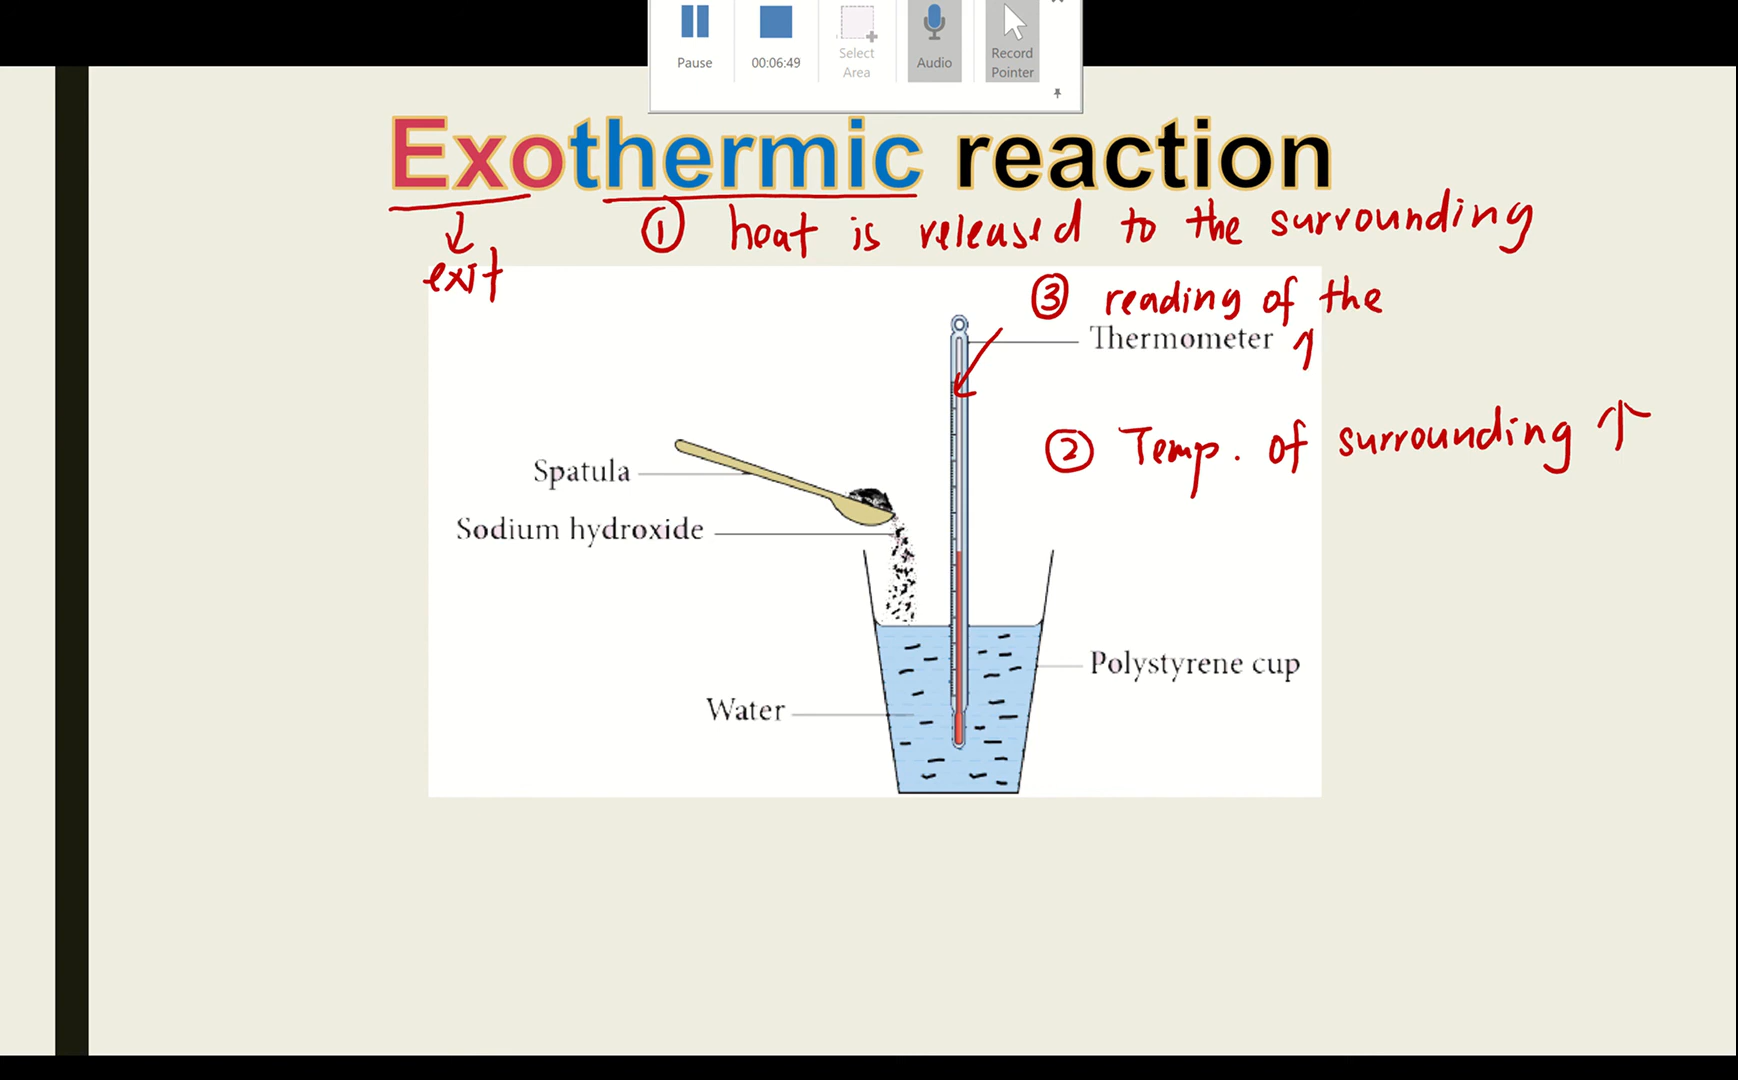 Pause
00:06:49
Select
Area
Audio
Record
Pointer
Exothermic reaction
① heat is released to the surrounding
exit
③ reading of the
Thermometer ↑
② Temp. of surrounding ↑
Spatula
Sodium hydroxide
Polystyrene cup
Water